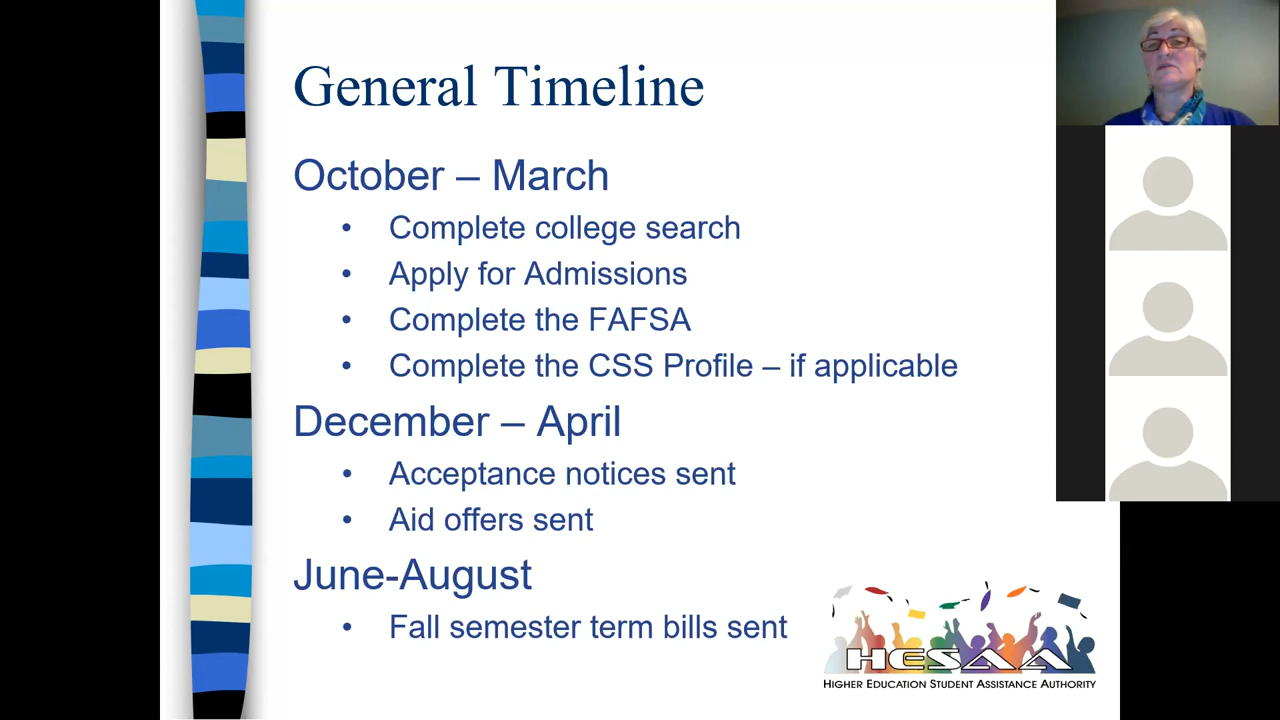 General Timeline
October – March
• Complete college search
• Apply for Admissions
• Complete the FAFSA
• Complete the CSS Profile – if applicable
December – April
• Acceptance notices sent
• Aid offers sent
June-August
• Fall semester term bills sent
HESAA
HIGHER EDUCATION STUDENT ASSISTANCE AUTHORITY